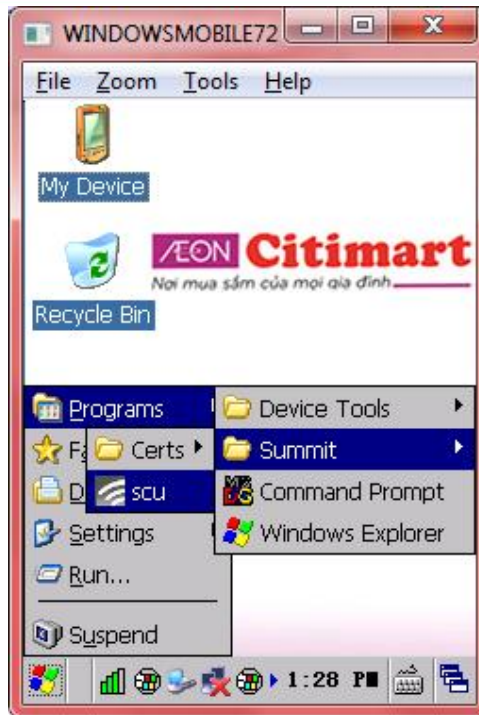 WINDOWSMOBILE72
File Zoom Tools Help
My Device
ÆON Citimart
Nơi mua sắm của mọi gia đình
Recycle Bin
Programs
Device Tools
F
Certs
Summit
D
scu
Command Prompt
Settings
Windows Explorer
Run...
Suspend
1:28 PM